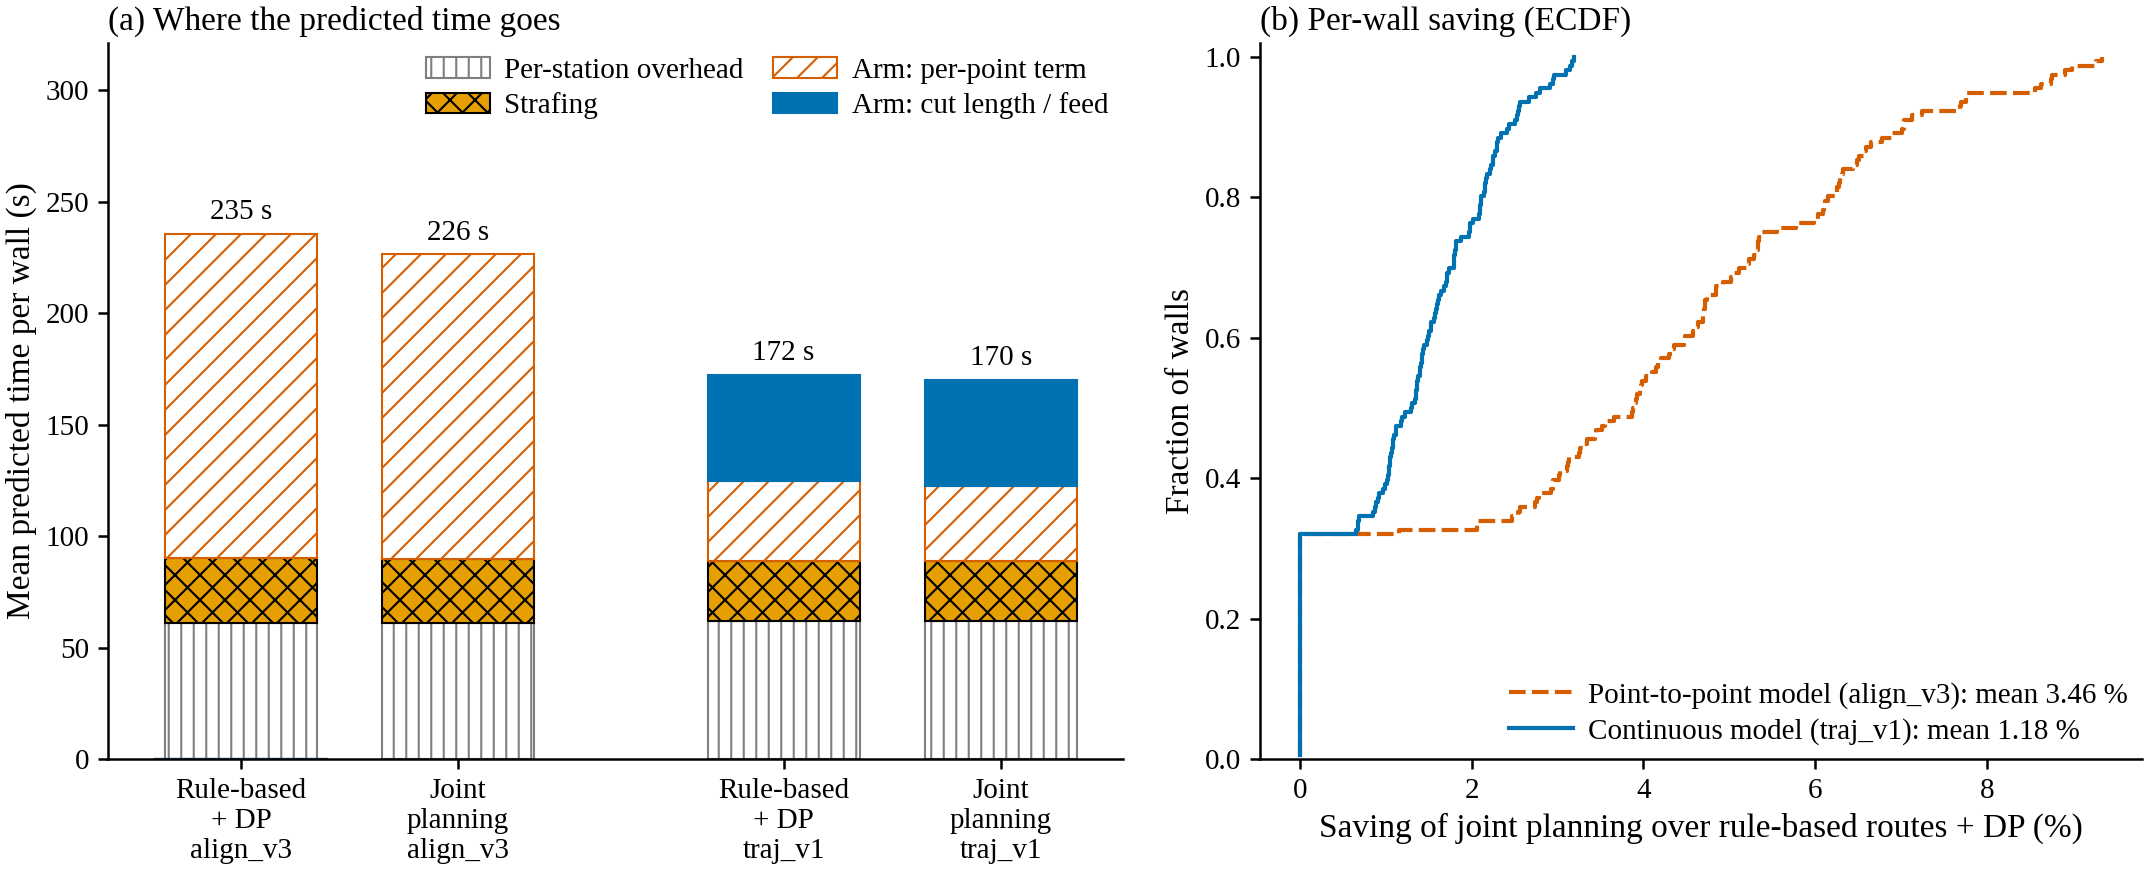 (a) Where the predicted time goes
Per-station overhead
Strafing
Arm: per-point term
Arm: cut length / feed
Mean predicted time per wall (s)
300
250
200
150
100
50
0
235 s
226 s
172 s
170 s
Rule-based
+ DP
align_v3
Joint
planning
align_v3
Rule-based
+ DP
traj_v1
Joint
planning
traj_v1
(b) Per-wall saving (ECDF)
Fraction of walls
1.0
0.8
0.6
0.4
0.2
0.0
Point-to-point model (align_v3): mean 3.46 %
Continuous model (traj_v1): mean 1.18 %
0
2
4
6
8
Saving of joint planning over rule-based routes + DP (%)